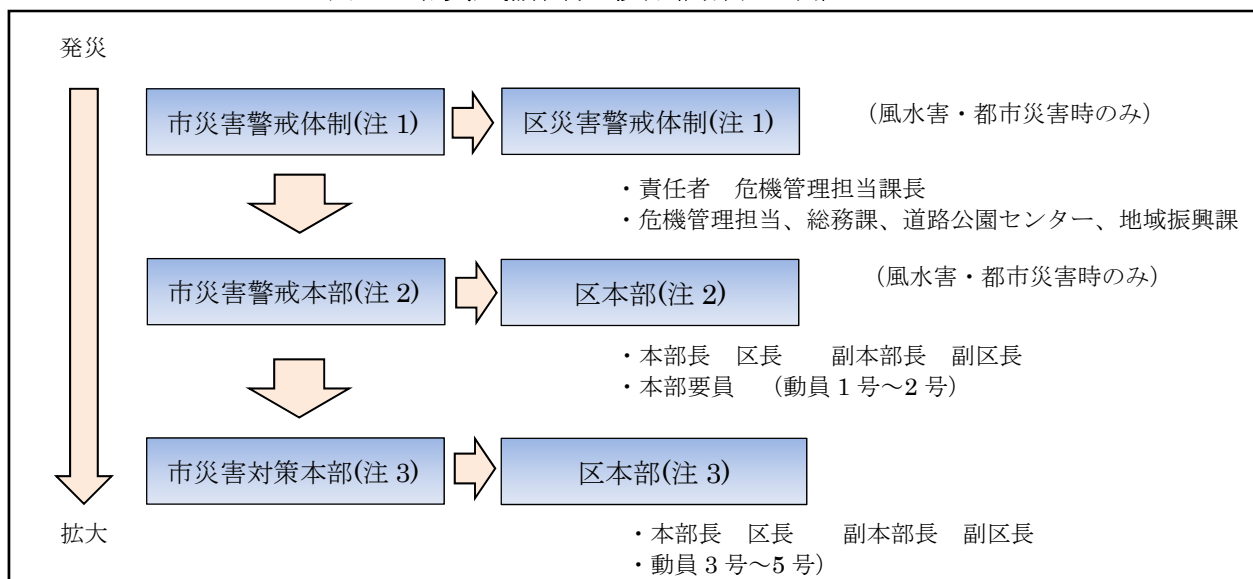 発災
市災害警戒体制(注 1)
区災害警戒体制(注 1)
(風水害・都市災害時のみ)
・責任者 危機管理担当課長
・危機管理担当、総務課、道路公園センター、地域振興課
市災害警戒本部(注 2)
区本部(注 2)
(風水害・都市災害時のみ)
・本部長 区長 副本部長 副区長
・本部要員 (動員 1 号~2 号)
市災害対策本部(注 3)
区本部(注 3)
拡大
・本部長 区長 副本部長 副区長
・動員 3 号~5 号)